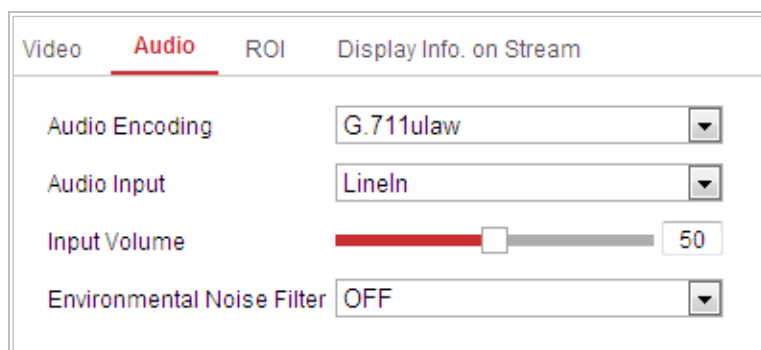 Video Audio ROI Display Info. on Stream
Audio Encoding G.711ulaw
Audio Input LineIn
Input Volume 50
Environmental Noise Filter OFF